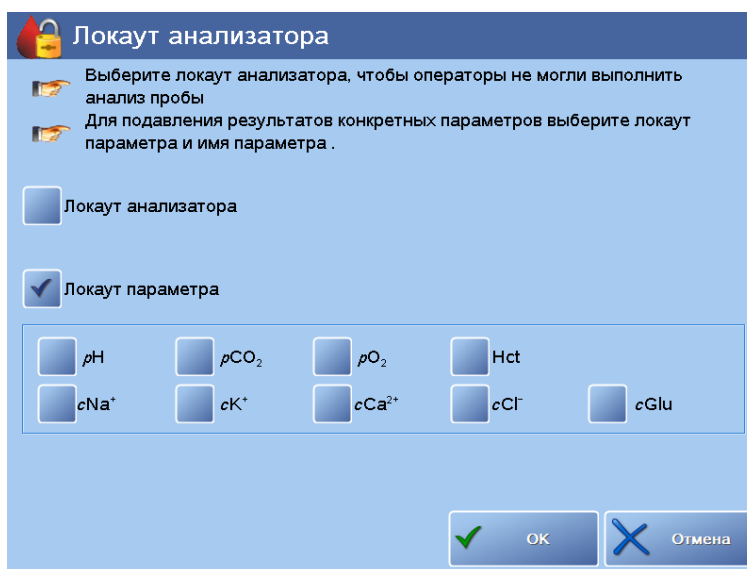 Локаут анализатора
Выберите локаут анализатора, чтобы операторы не могли выполнить
анализ пробы
Для подавления результатов конкретных параметров выберите локаут
параметра и имя параметра .
Локаут анализатора
Локаут параметра
pH pCO₂ pO₂ Hct
cNa⁺ cK⁺ cCa²⁺ cCl⁻ cGlu
ОК Отмена